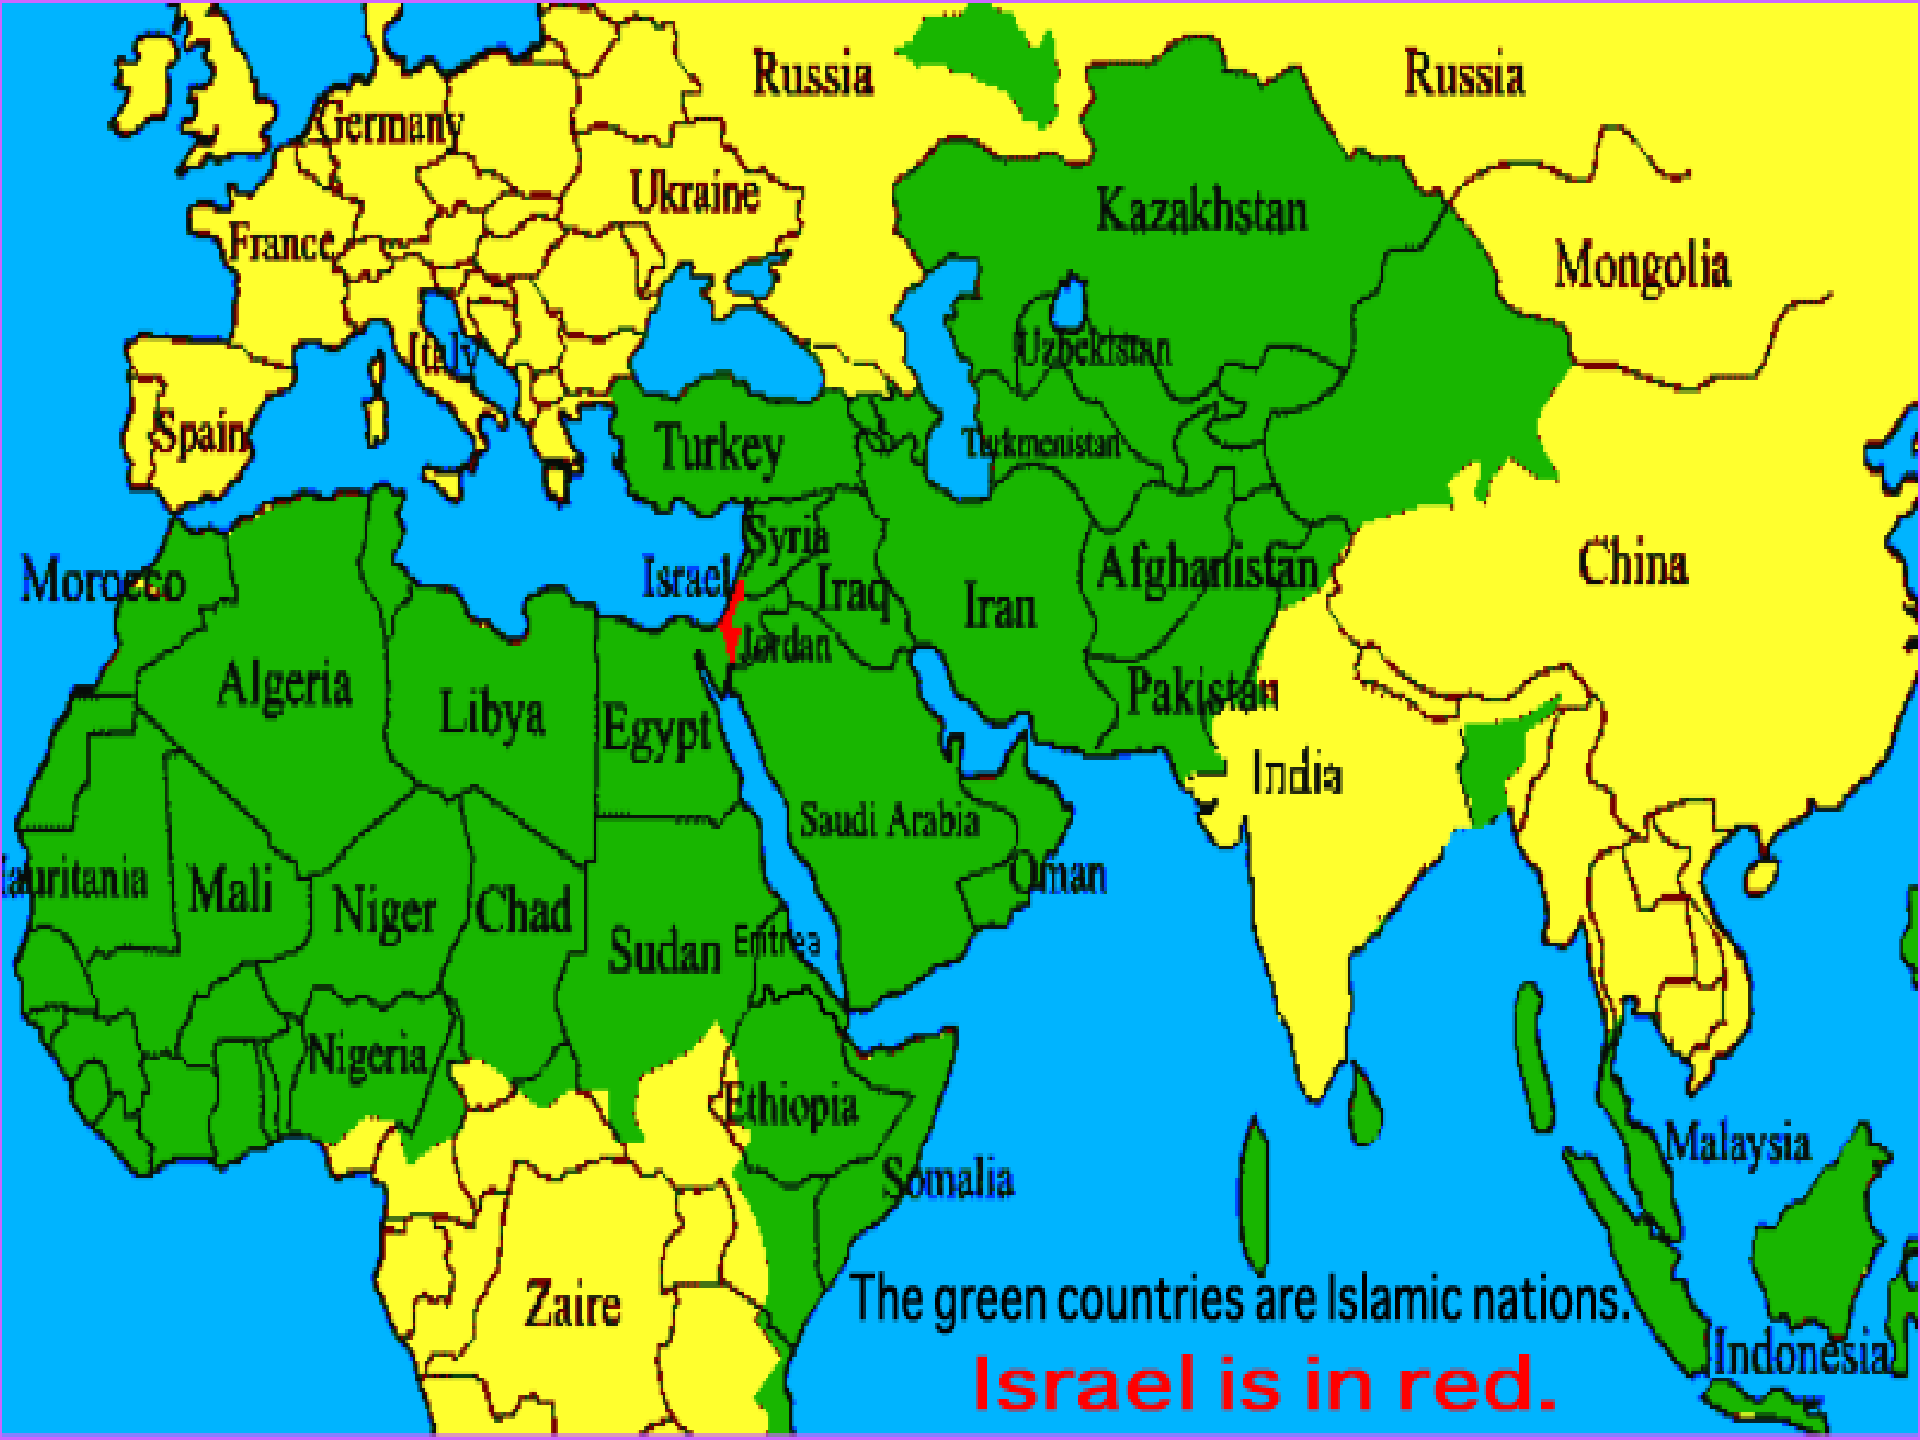 Russia
Russia
Germany
Ukraine
Kazakhstan
France
Mongolia
Italy
Uzbekistan
Spain
Turkey
Turkmenistan
Syria
China
Morocco
Israel
Afghanistan
Iraq
Iran
Jordan
Algeria
Pakistan
Libya
Egypt
India
Saudi Arabia
auritania
Mali
Oman
Niger
Chad
Sudan
Eritrea
Nigeria
Ethiopia
Malaysia
Somalia
Zaire
The green countries are Islamic nations.
Indonesia
Israel is in red.